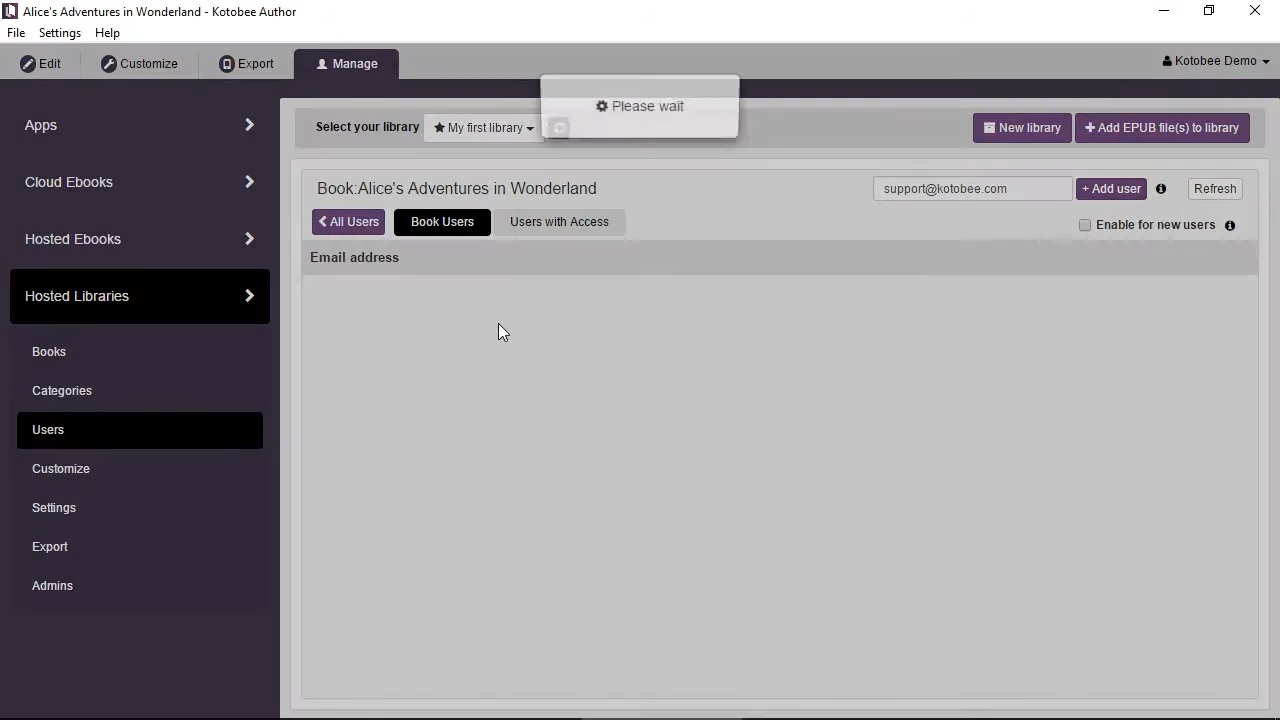 Alice's Adventures in Wonderland - Kotobee Author
File Settings Help
Edit Customize Export Manage Kotobee Demo
Please wait
Apps
Select your library My first library New library + Add EPUB file(s) to library
Cloud Ebooks
Book:Alice's Adventures in Wonderland support@kotobee.com + Add user Refresh
All Users Book Users Users with Access Enable for new users
Hosted Ebooks
Email address
Hosted Libraries
Books
Categories
Users
Customize
Settings
Export
Admins